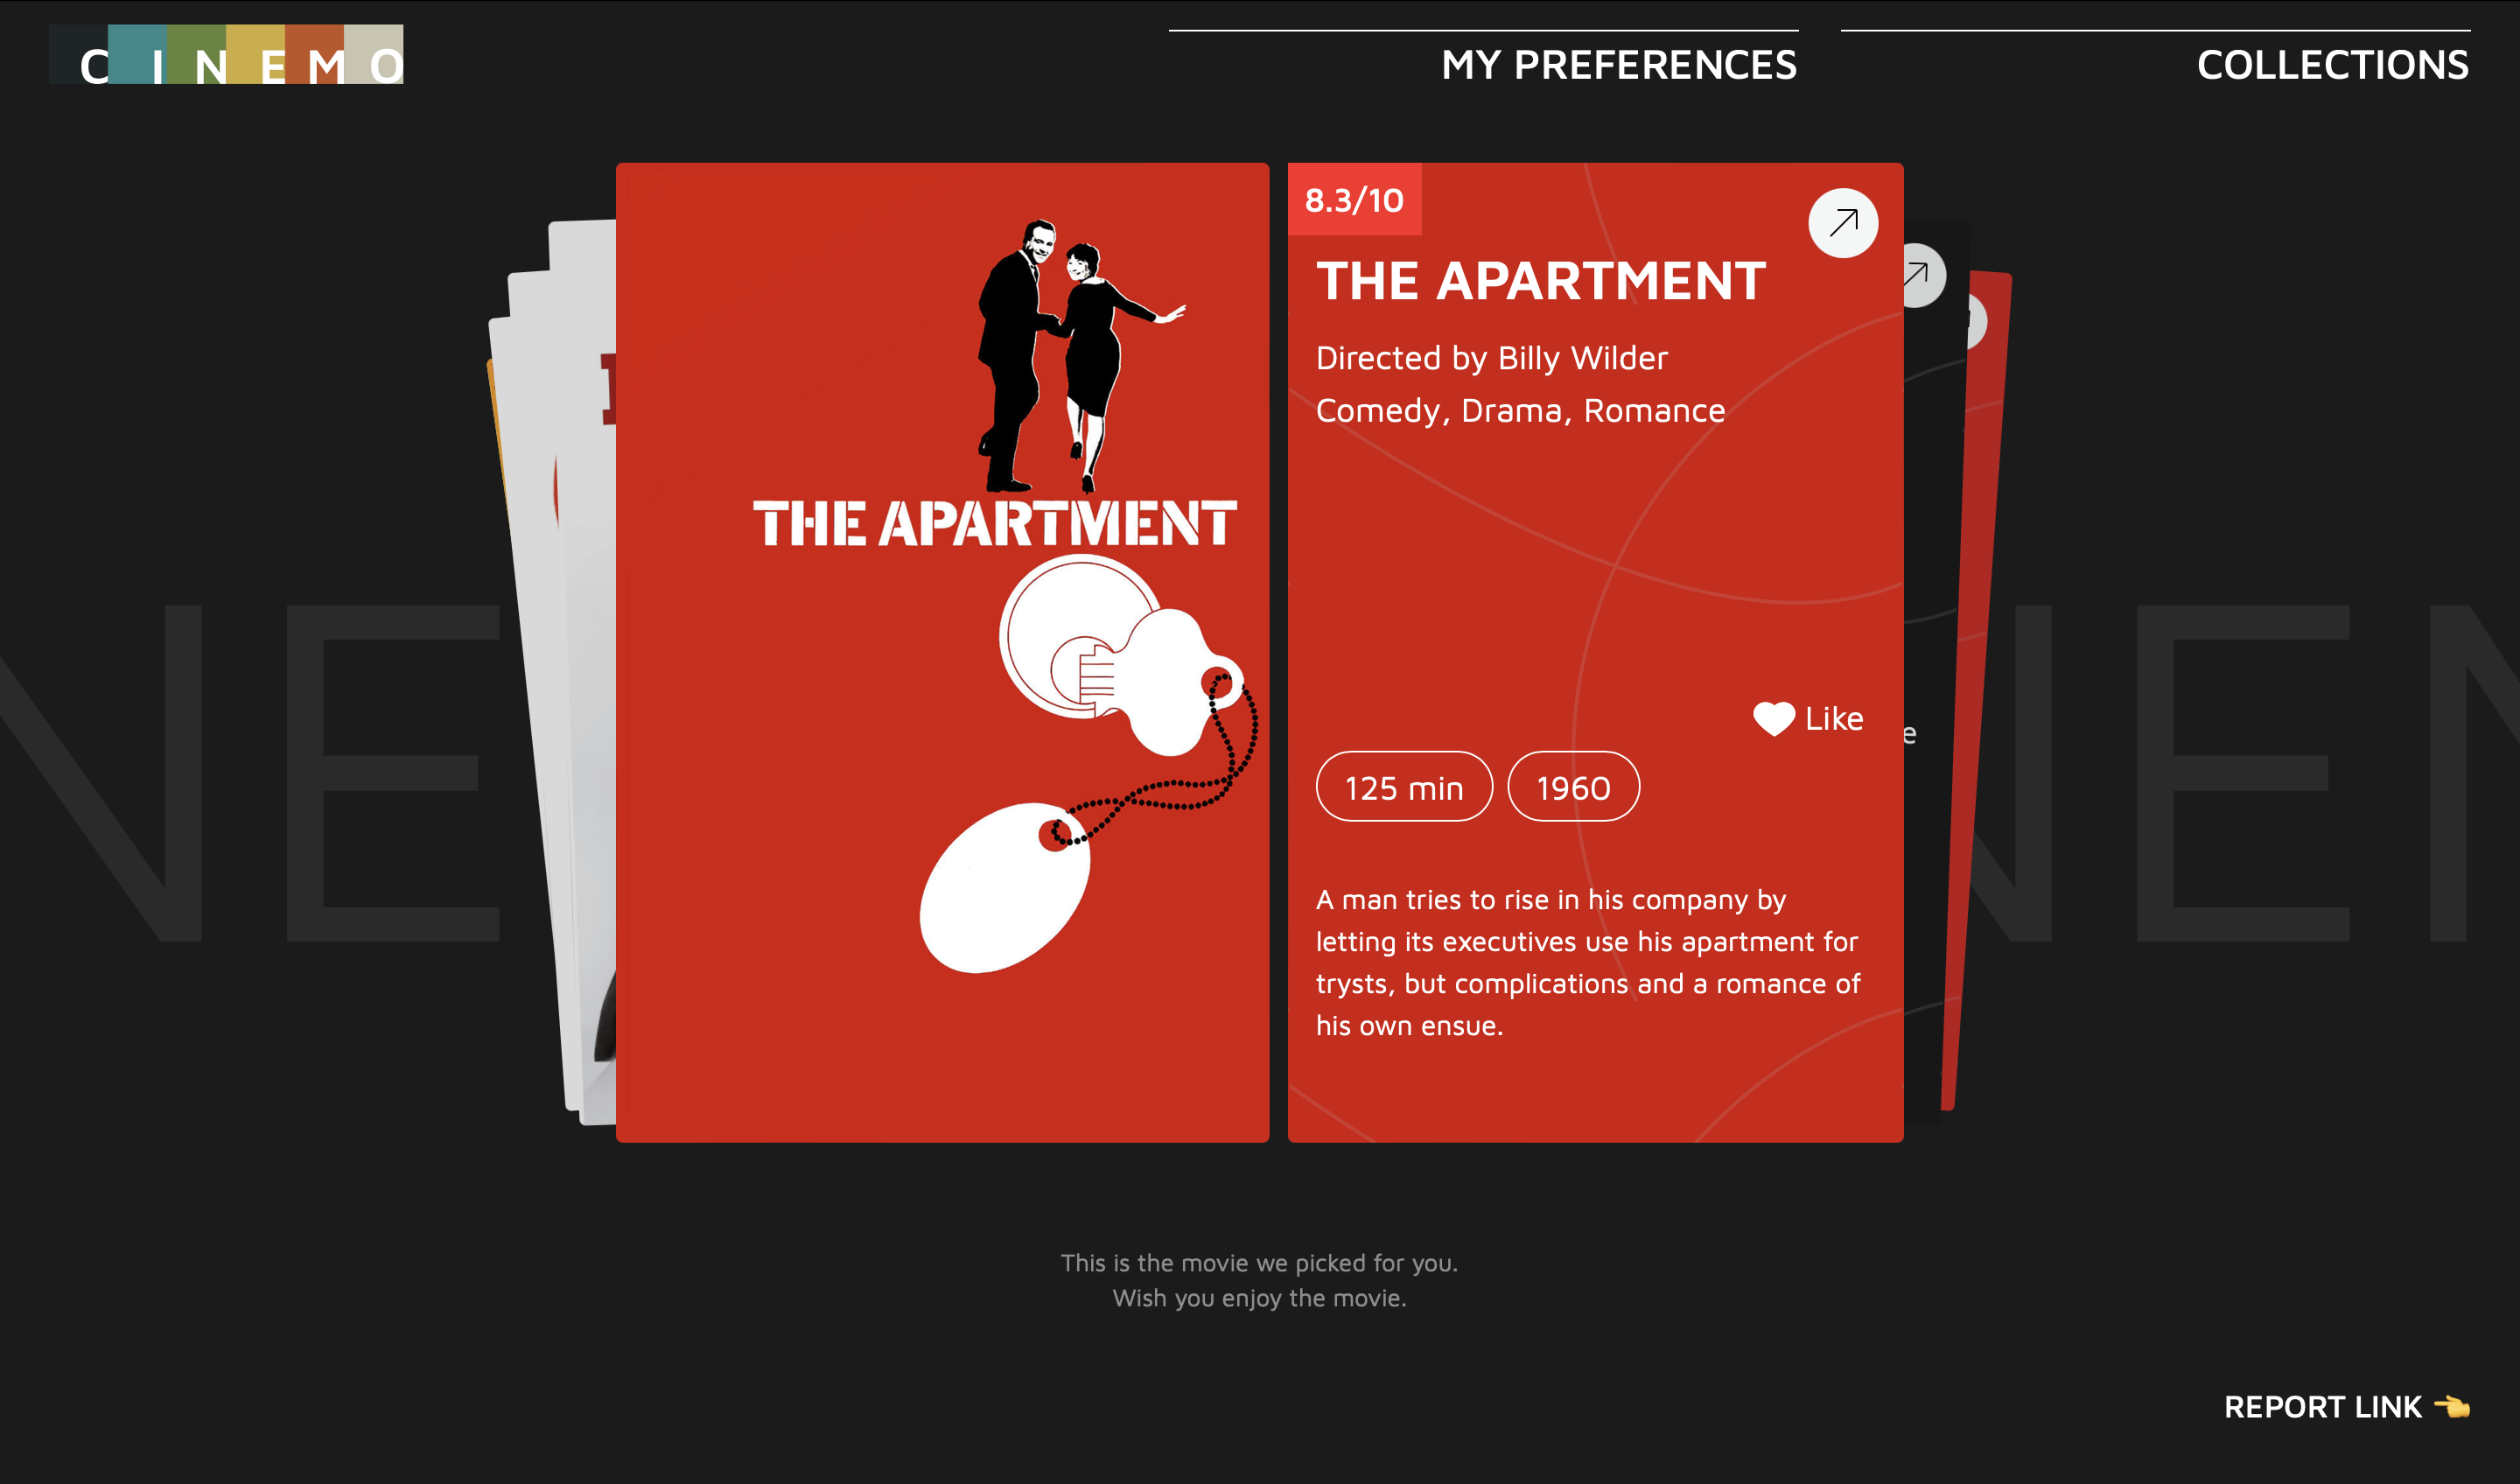 CINEMO
MY PREFERENCES
COLLECTIONS
THE APARTMENT
8.3/10
THE APARTMENT
Directed by Billy Wilder
Comedy, Drama, Romance
Like
125 min
1960
A man tries to rise in his company by
letting its executives use his apartment for
trysts, but complications and a romance of
his own ensue.
This is the movie we picked for you.
Wish you enjoy the movie.
REPORT LINK 👈